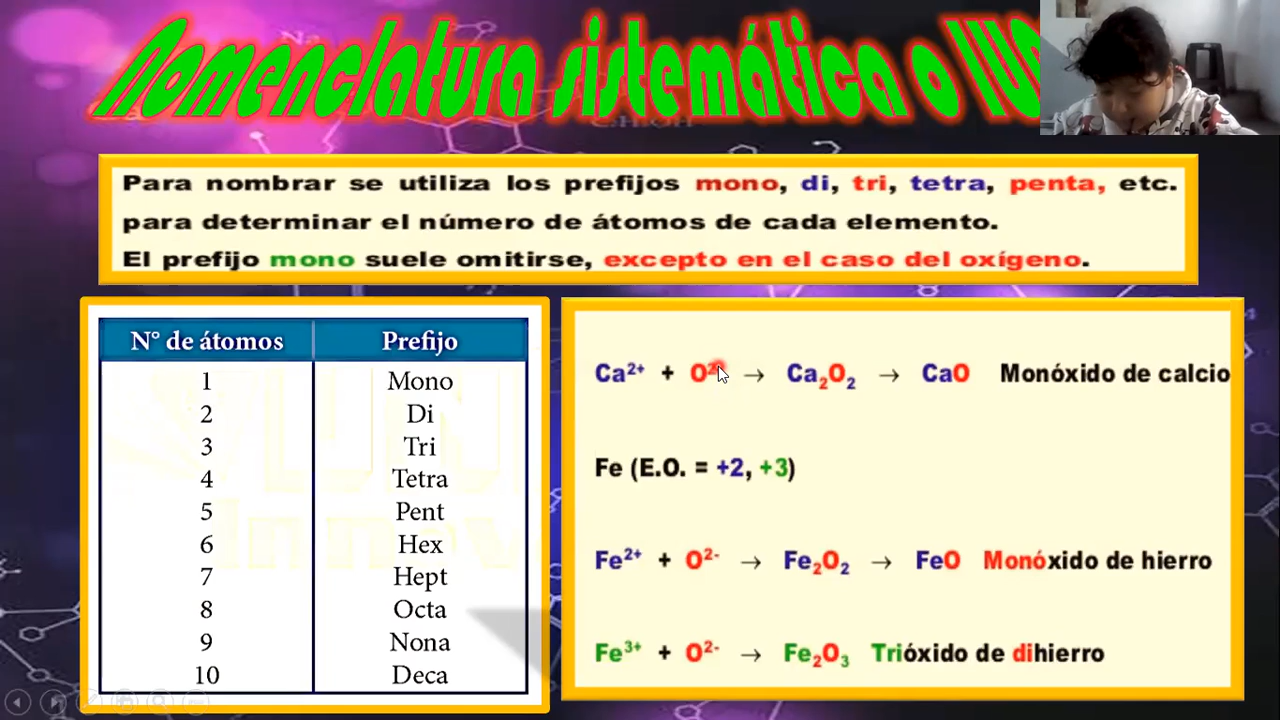 Nomenclatura sistemática o IU
Para nombrar se utiliza los prefijos mono, di, tri, tetra, penta, etc.
para determinar el número de átomos de cada elemento.
El prefijo mono suele omitirse, excepto en el caso del oxígeno.
N° de átomos Prefijo
1 Mono
2 Di
3 Tri
4 Tetra
5 Pent
6 Hex
7 Hept
8 Octa
9 Nona
10 Deca
Ca²⁺ + O → Ca₂O₂ → CaO Monóxido de calcio
Fe (E.O. = +2, +3)
Fe²⁺ + O²⁻ → Fe₂O₂ → FeO Monóxido de hierro
Fe³⁺ + O²⁻ → Fe₂O₃ Trióxido de dihierro